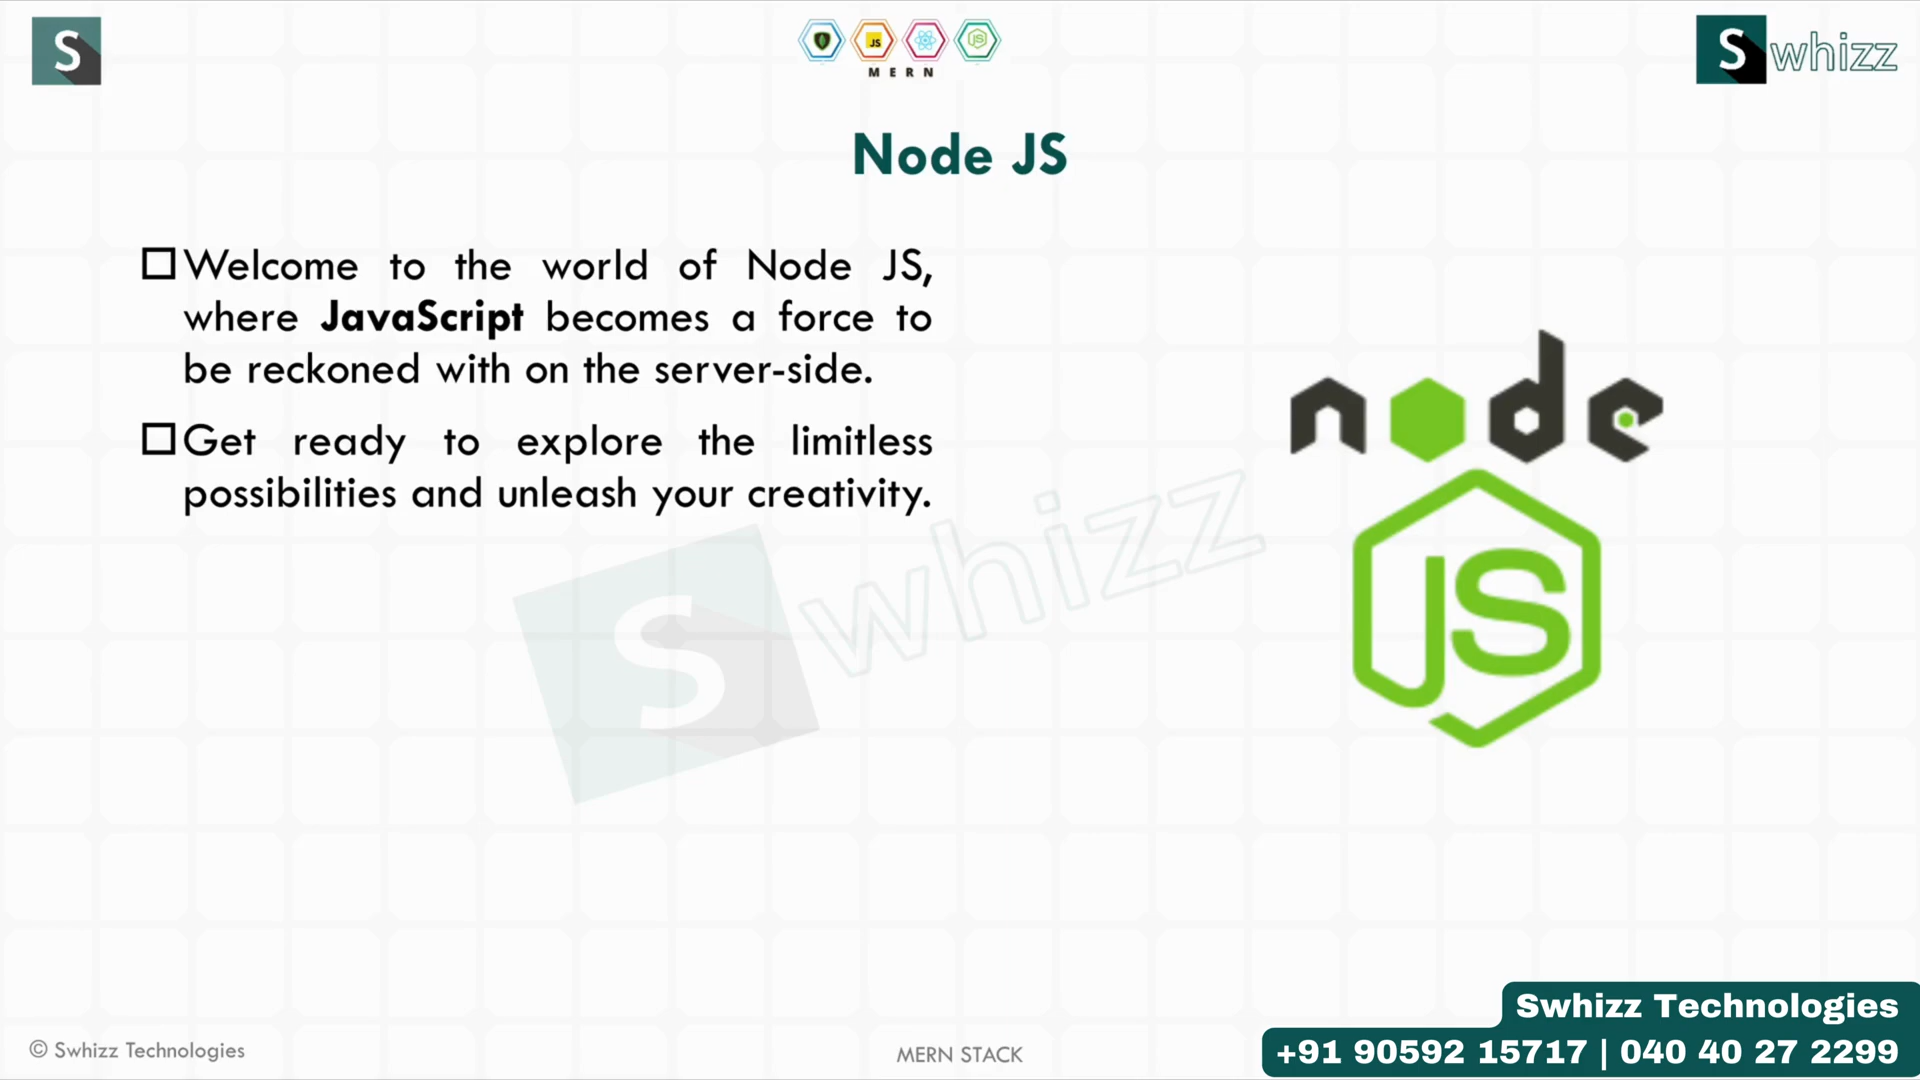 S
JS
JS
MERN
S whizz
Node JS
Welcome to the world of Node JS,
where JavaScript becomes a force to
be reckoned with on the server-side.
Get ready to explore the limitless
possibilities and unleash your creativity.
node
JS
S whizz
Swhizz Technologies
+91 90592 15717 | 040 40 27 2299
© Swhizz Technologies
MERN STACK